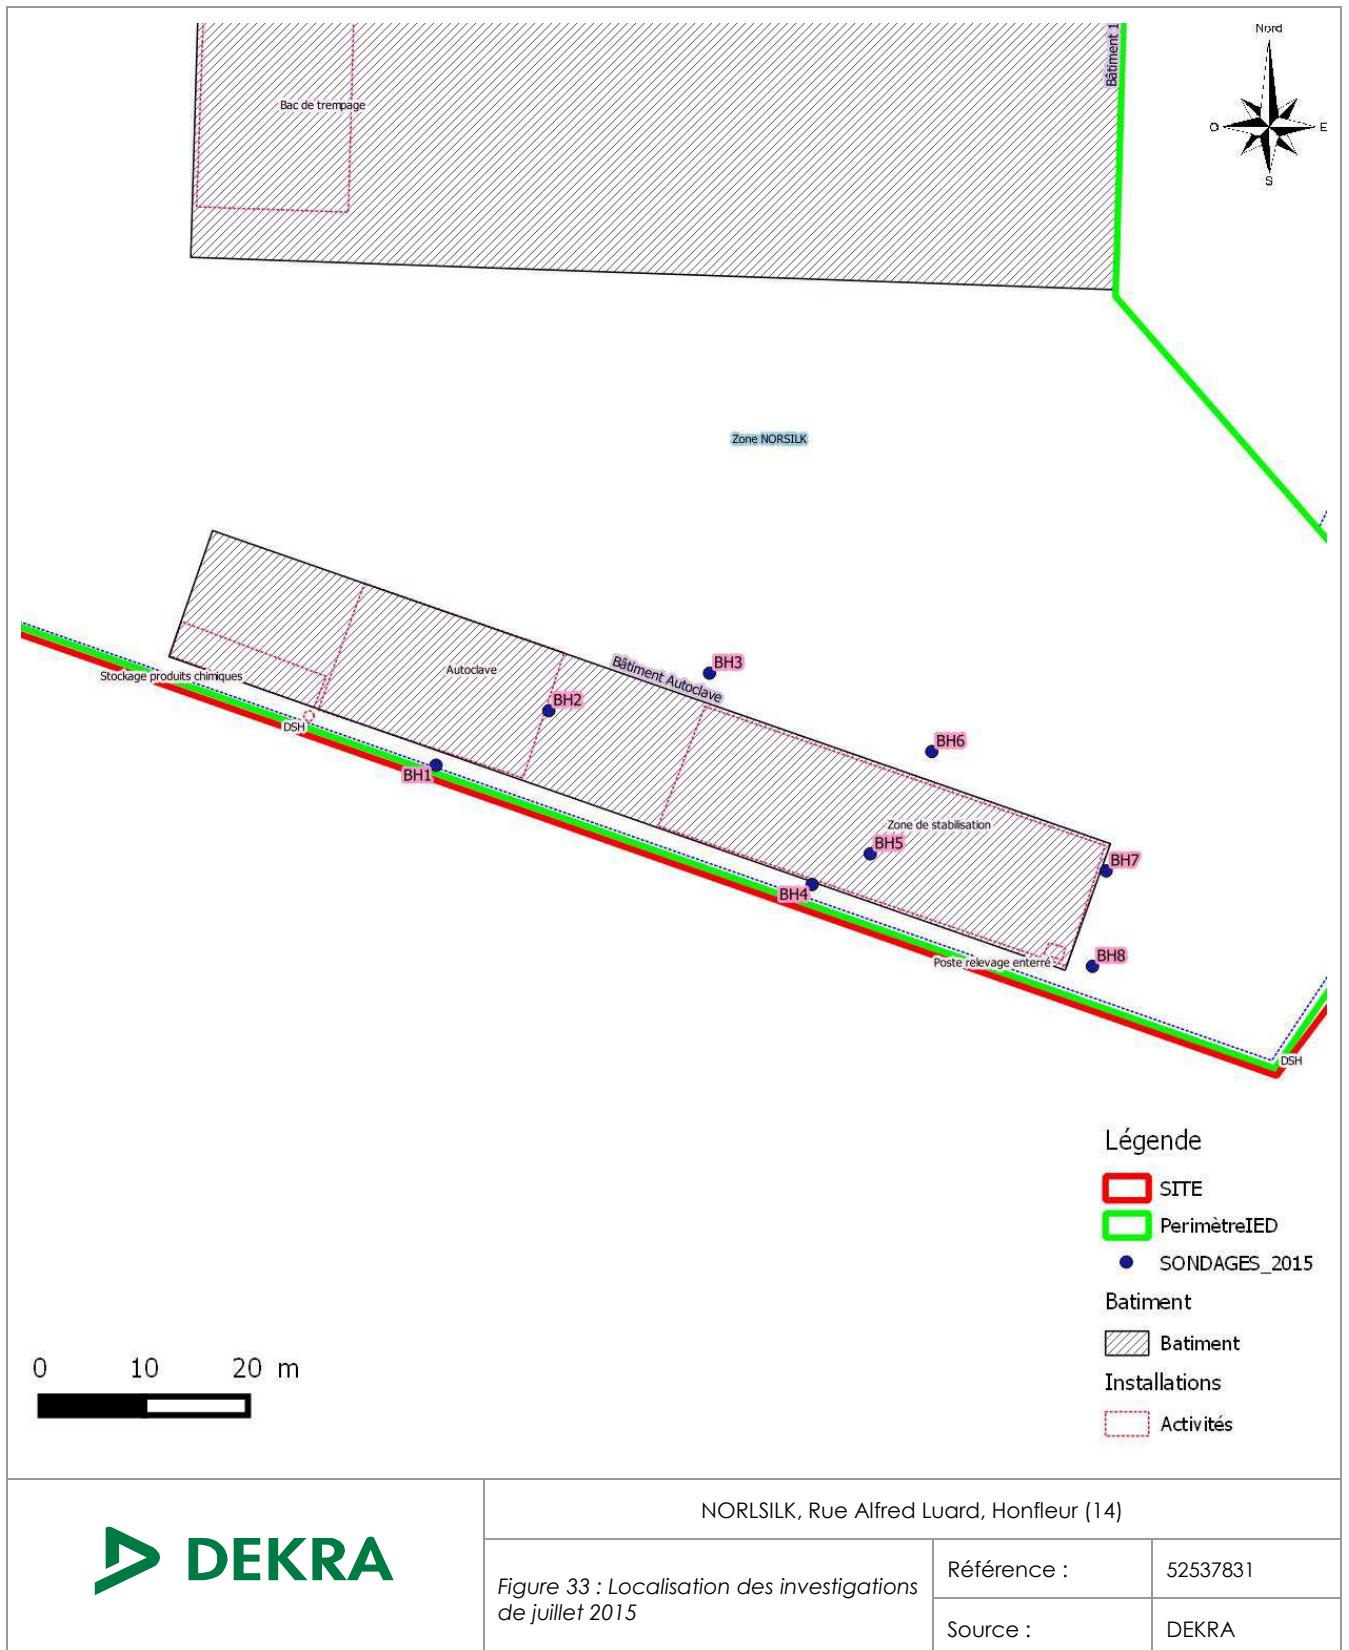 Nord
O
E
S
Bâtiment 1
Bac de trempage
Zone NORSILK
Stockage produits chimiques
Autoclave
Bâtiment Autoclave
BH3
BH2
DSH
BH1
BH6
Zone de stabilisation
BH5
BH7
BH4
Poste relevage enterré
BH8
DSH
Légende
SITE
PerimètreIED
SONDAGES_2015
Batiment
Batiment
Installations
Activités
0 10 20 m
DEKRA
NORLSILK, Rue Alfred Luard, Honfleur (14)
Figure 33 : Localisation des investigations
de juillet 2015
Référence :
52537831
Source :
DEKRA